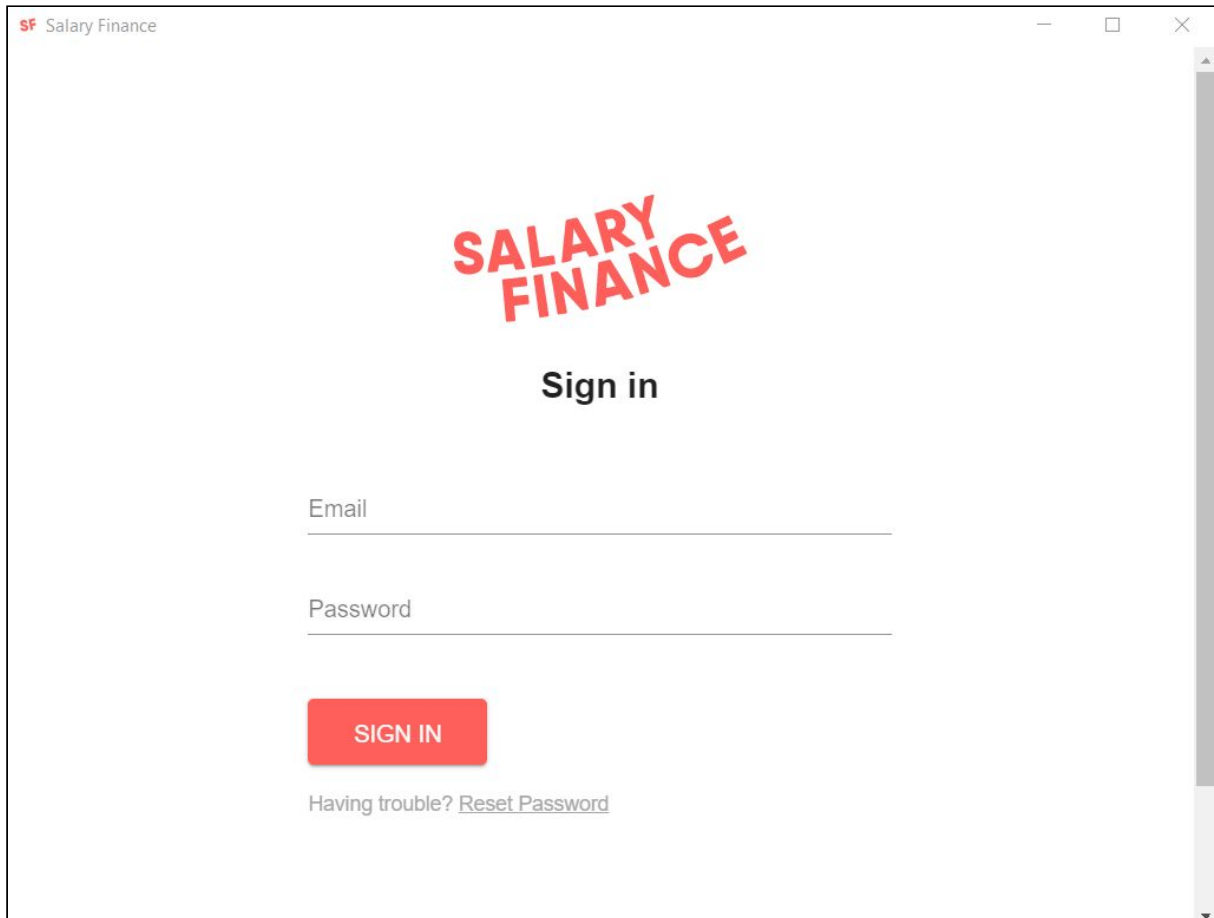 SF Salary Finance
SALARY
FINANCE
Sign in
Email
Password
SIGN IN
Having trouble? Reset Password